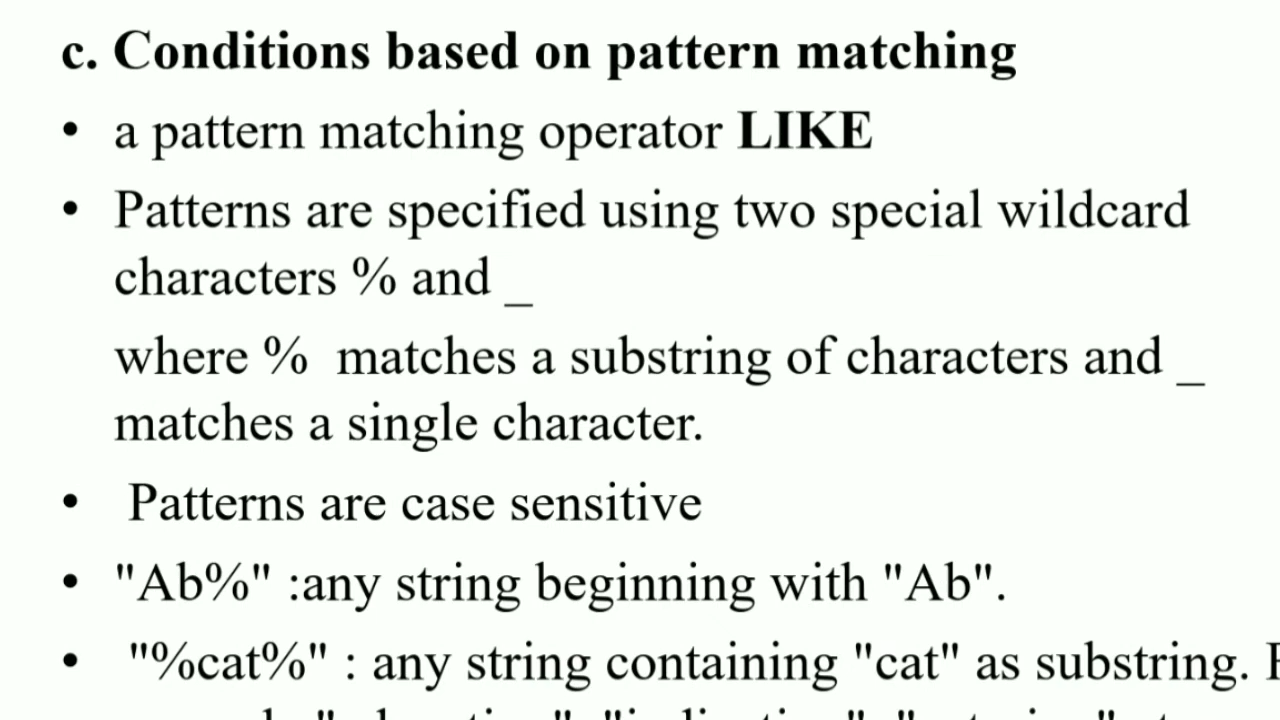 c. Conditions based on pattern matching
• a pattern matching operator LIKE
• Patterns are specified using two special wildcard
characters % and _
where % matches a substring of characters and _
matches a single character.
• Patterns are case sensitive
• "Ab%" :any string beginning with "Ab".
• "%cat%" : any string containing "cat" as substring.